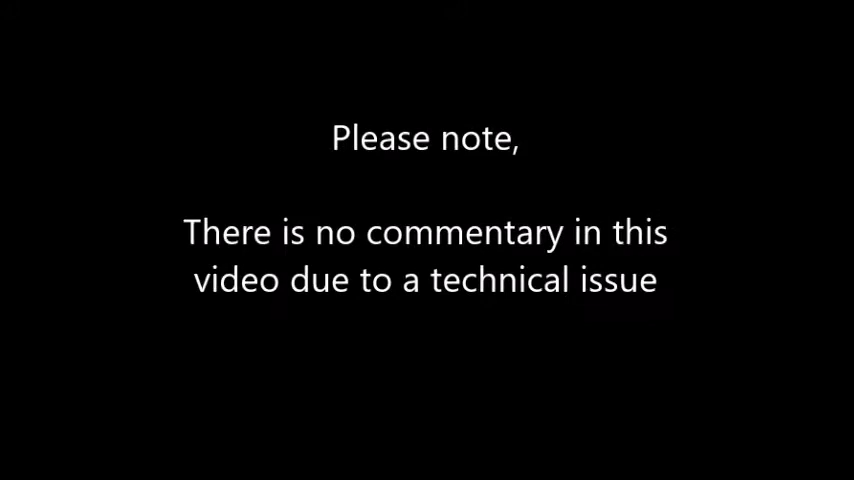 Please note,
There is no commentary in this
video due to a technical issue